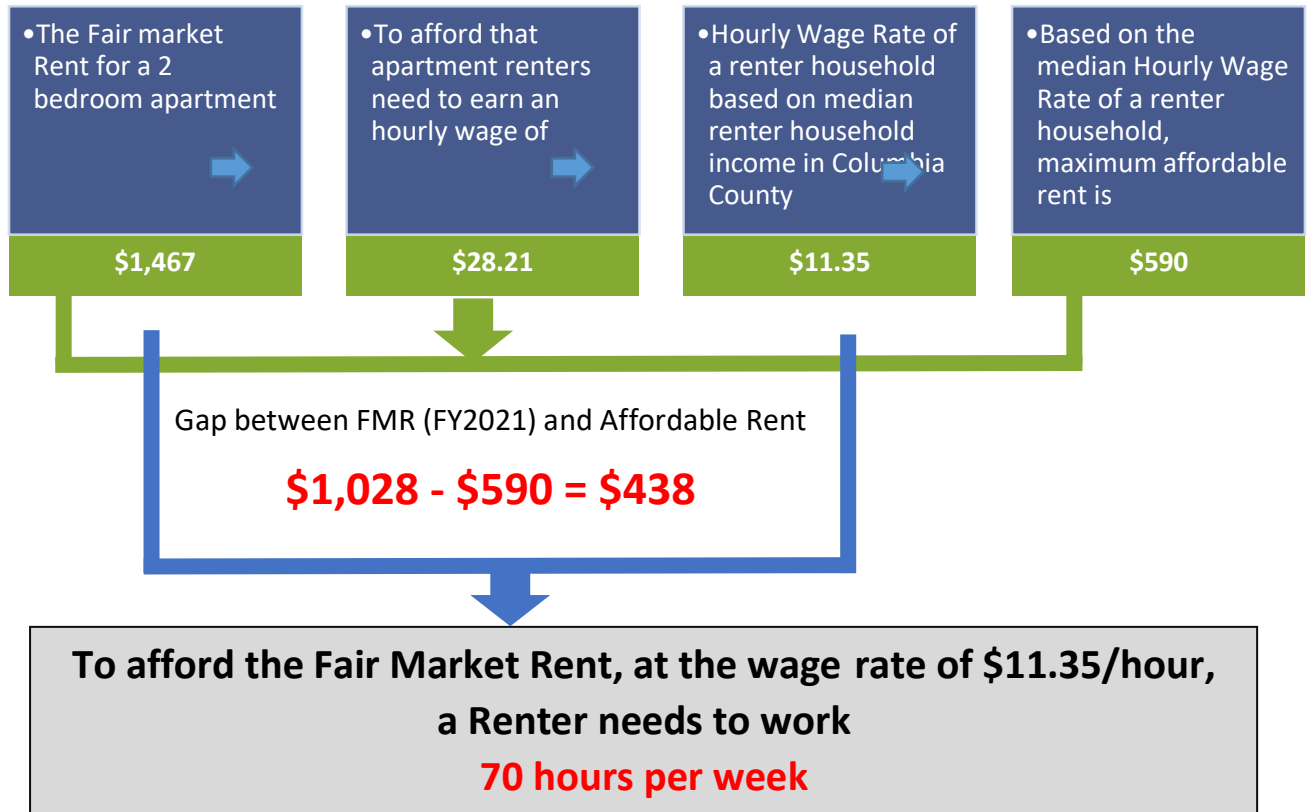 •The Fair market
Rent for a 2
bedroom apartment
$1,467
•To afford that
apartment renters
need to earn an
hourly wage of
$28.21
•Hourly Wage Rate of
a renter household
based on median
renter household
income in Columbia
County
$11.35
•Based on the
median Hourly Wage
Rate of a renter
household,
maximum affordable
rent is
$590
Gap between FMR (FY2021) and Affordable Rent
$1,028 - $590 = $438
To afford the Fair Market Rent, at the wage rate of $11.35/hour,
a Renter needs to work
70 hours per week